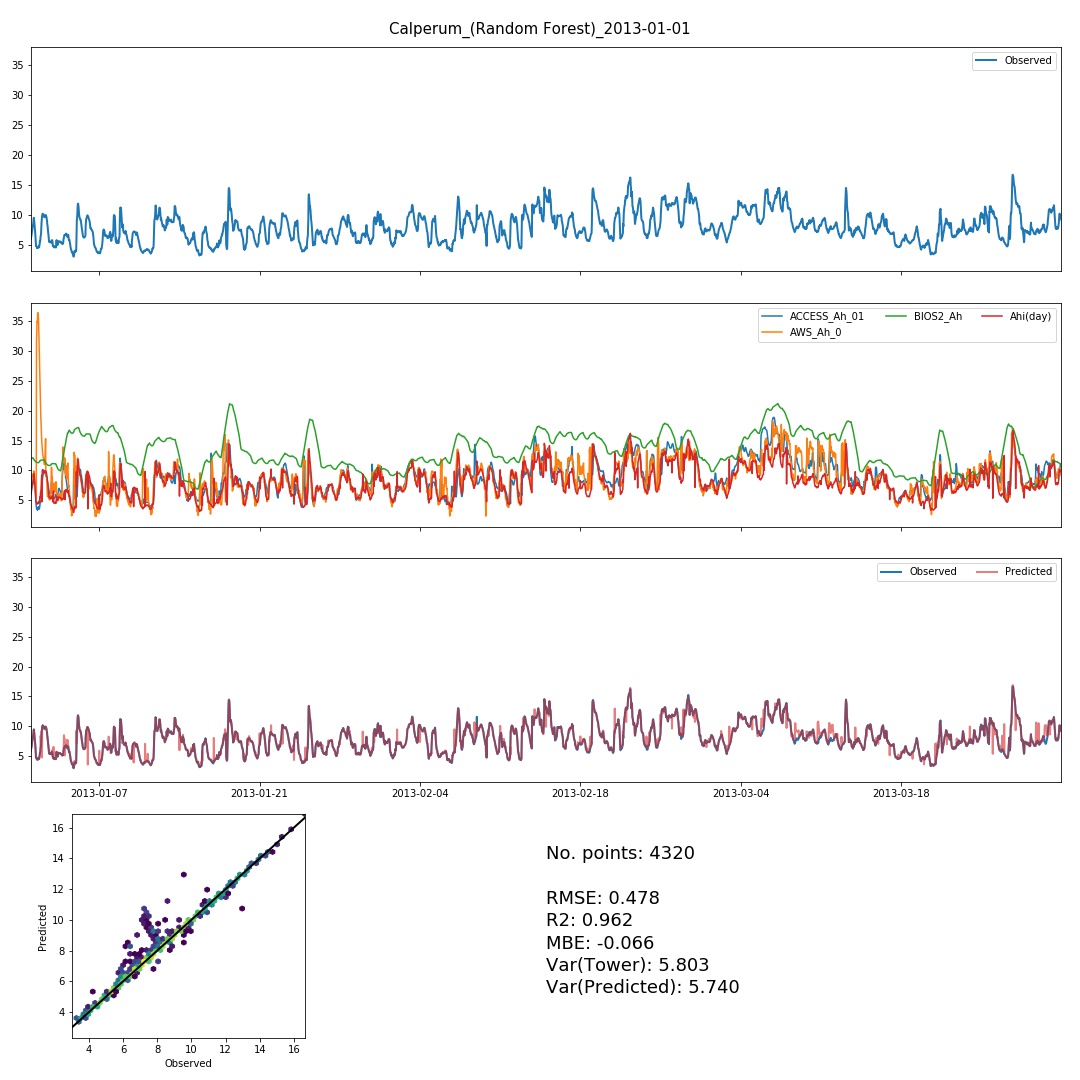 Calperum_(Random Forest)_2013-01-01
35
30
25
20
15
10
5
Observed
35
30
25
20
15
10
5
ACCESS_Ah_01 BIOS2_Ah Ahi(day)
AWS_Ah_0
35
30
25
20
15
10
5
Observed Predicted
2013-01-07 2013-01-21 2013-02-04 2013-02-18 2013-03-04 2013-03-18
16
14
12
10
8
6
4
Predicted
4 6 8 10 12 14 16
Observed
No. points: 4320
RMSE: 0.478
R2: 0.962
MBE: -0.066
Var(Tower): 5.803
Var(Predicted): 5.740